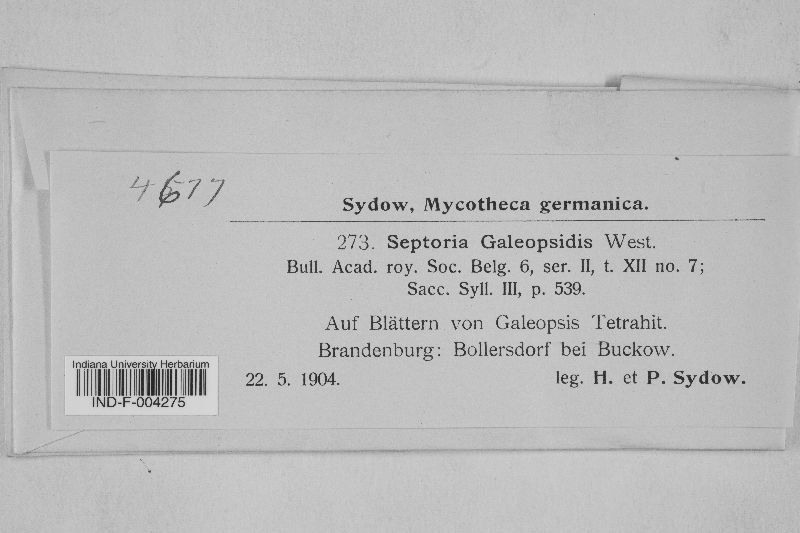 4677
Sydow, Mycotheca germanica.
273. Septoria Galeopsidis West.
Bull. Acad. roy. Soc. Belg. 6, ser. II, t. XII no. 7;
Sacc. Syll. III, p. 539.
Auf Blättern von Galeopsis Tetrahit.
Brandenburg: Bollersdorf bei Buckow.
22. 5. 1904. leg. H. et P. Sydow.
Indiana University Herbarium
IND-F-004275